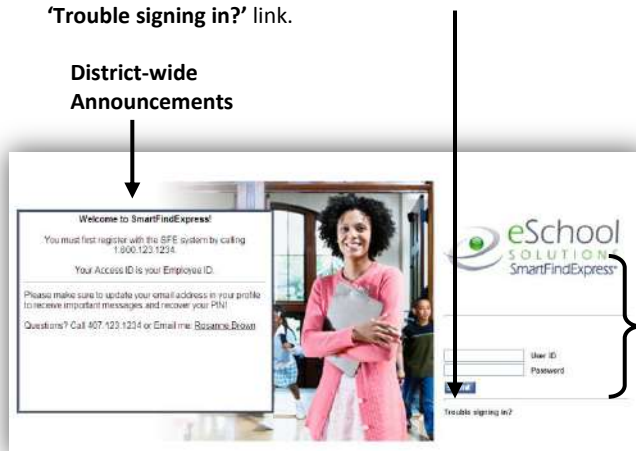 ‘Trouble signing in?’ link.
District-wide
Announcements
Welcome to SmartFindExpress!
You must first register with the SFE system by calling
1.800.123.1234.
Your Access ID is your Employee ID.
Please make sure to update your email address in your profile
to receive important messages and recover your PIN!
Questions? Call 407.123.1234 or Email me: Rosanne Brown
eSchool
SOLUTIONS
SmartFindExpress
User ID
Password
Trouble signing in?